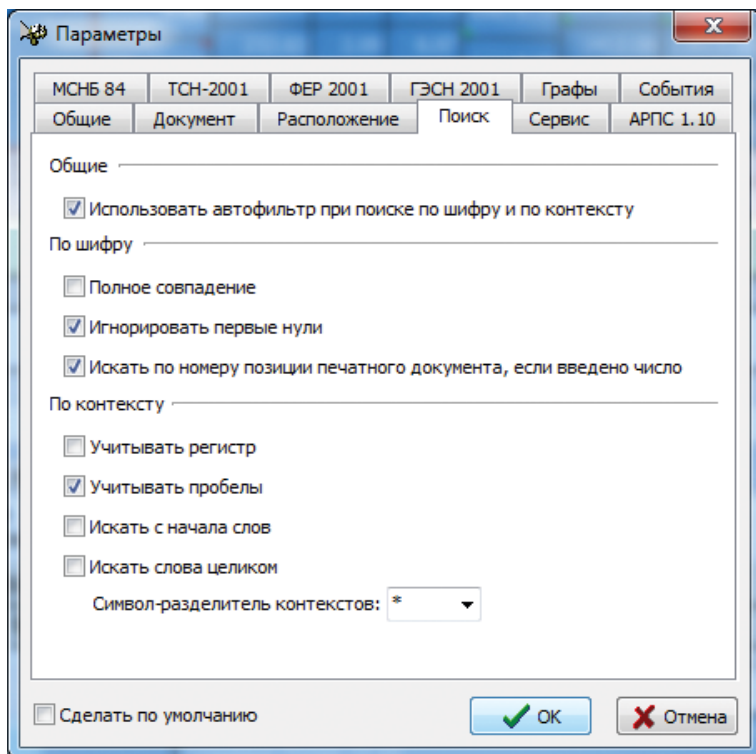 Параметры
МСНБ 84 ТСН-2001 ФЕР 2001 ГЭСН 2001 Графы События
Общие Документ Расположение Поиск Сервис АРПС 1.10
Общие
Использовать автофильтр при поиске по шифру и по контексту
По шифру
Полное совпадение
Игнорировать первые нули
Искать по номеру позиции печатного документа, если введено число
По контексту
Учитывать регистр
Учитывать пробелы
Искать с начала слов
Искать слова целиком
Символ-разделитель контекстов: *
Сделать по умолчанию OK Отмена